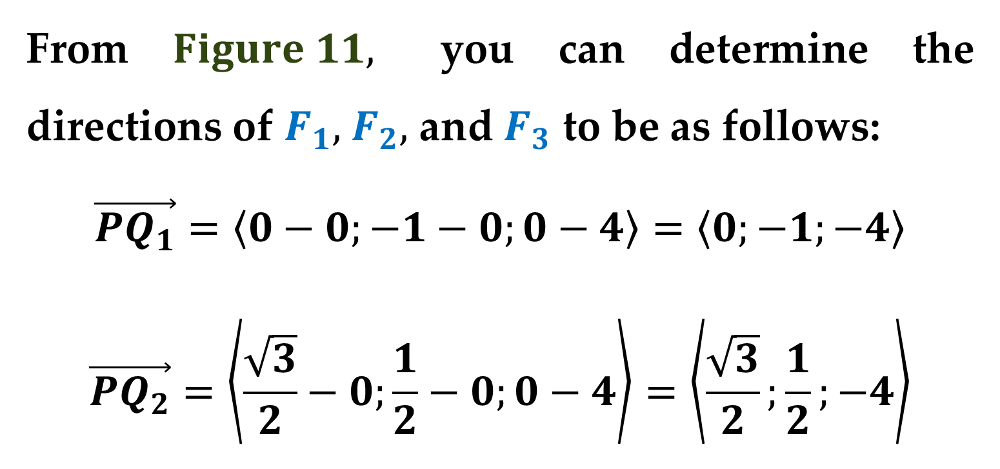 From Figure 11, you can determine the
directions of F₁, F₂, and F₃ to be as follows:
$\overrightarrow{PQ_1} = \langle 0 - 0; -1 - 0; 0 - 4 \rangle = \langle 0; -1; -4 \rangle$
$\overrightarrow{PQ_2} = \left\langle \frac{\sqrt{3}}{2} - 0; \frac{1}{2} - 0; 0 - 4 \right\rangle = \left\langle \frac{\sqrt{3}}{2}; \frac{1}{2}; -4 \right\rangle$